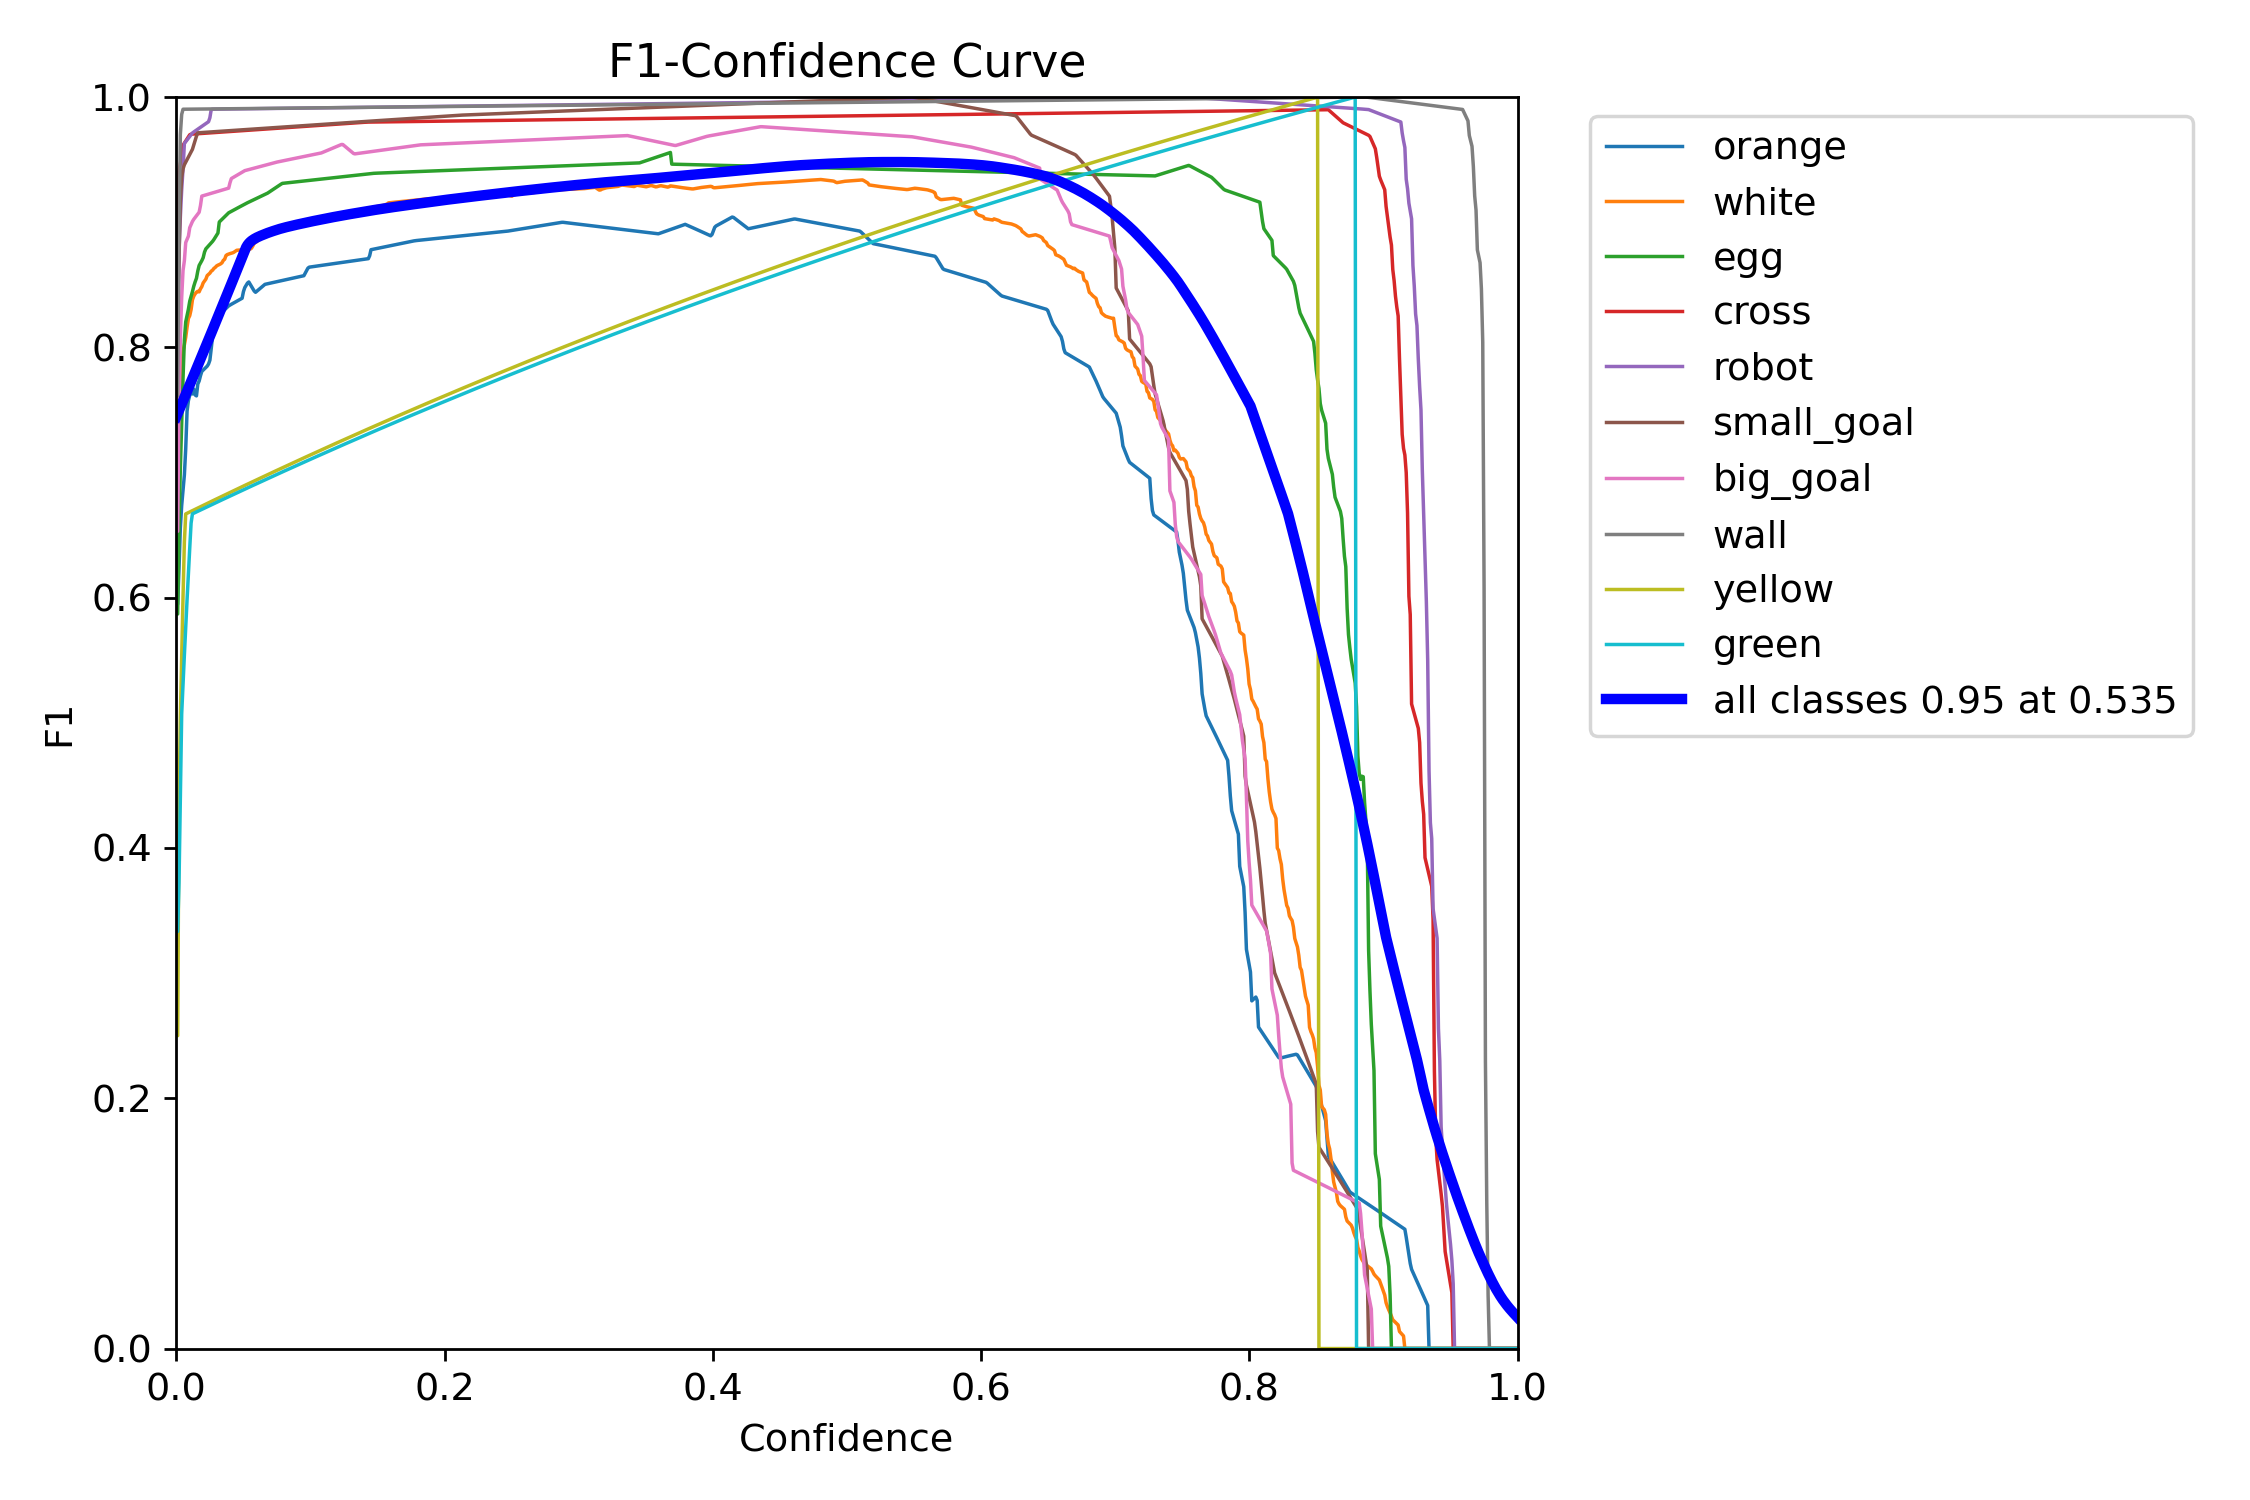 F1-Confidence Curve
1.0
0.8
0.6
0.4
0.2
0.0
F1
0.0 0.2 0.4 0.6 0.8 1.0
Confidence
orange
white
egg
cross
robot
small_goal
big_goal
wall
yellow
green
all classes 0.95 at 0.535